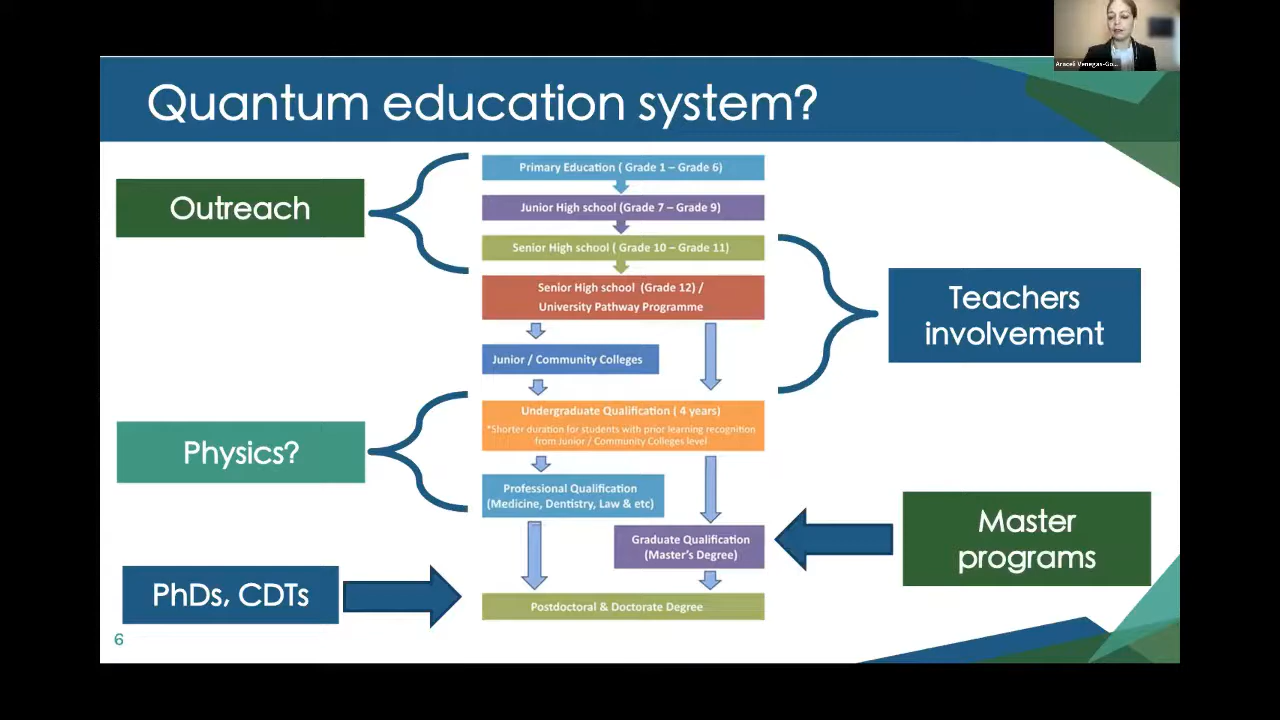 Araceli Venegas-Go...
Quantum education system?
Outreach
Primary Education ( Grade 1 – Grade 6)
Junior High school (Grade 7 – Grade 9)
Senior High school ( Grade 10 – Grade 11)
Senior High school (Grade 12) /
University Pathway Programme
Teachers
involvement
Junior / Community Colleges
Physics?
Undergraduate Qualification ( 4 years)
*Shorter duration for students with prior learning recognition
from Junior / Community Colleges level
Professional Qualification
(Medicine, Dentistry, Law & etc)
Graduate Qualification
(Master's Degree)
Master
programs
PhDs, CDTs
Postdoctoral & Doctorate Degree
6